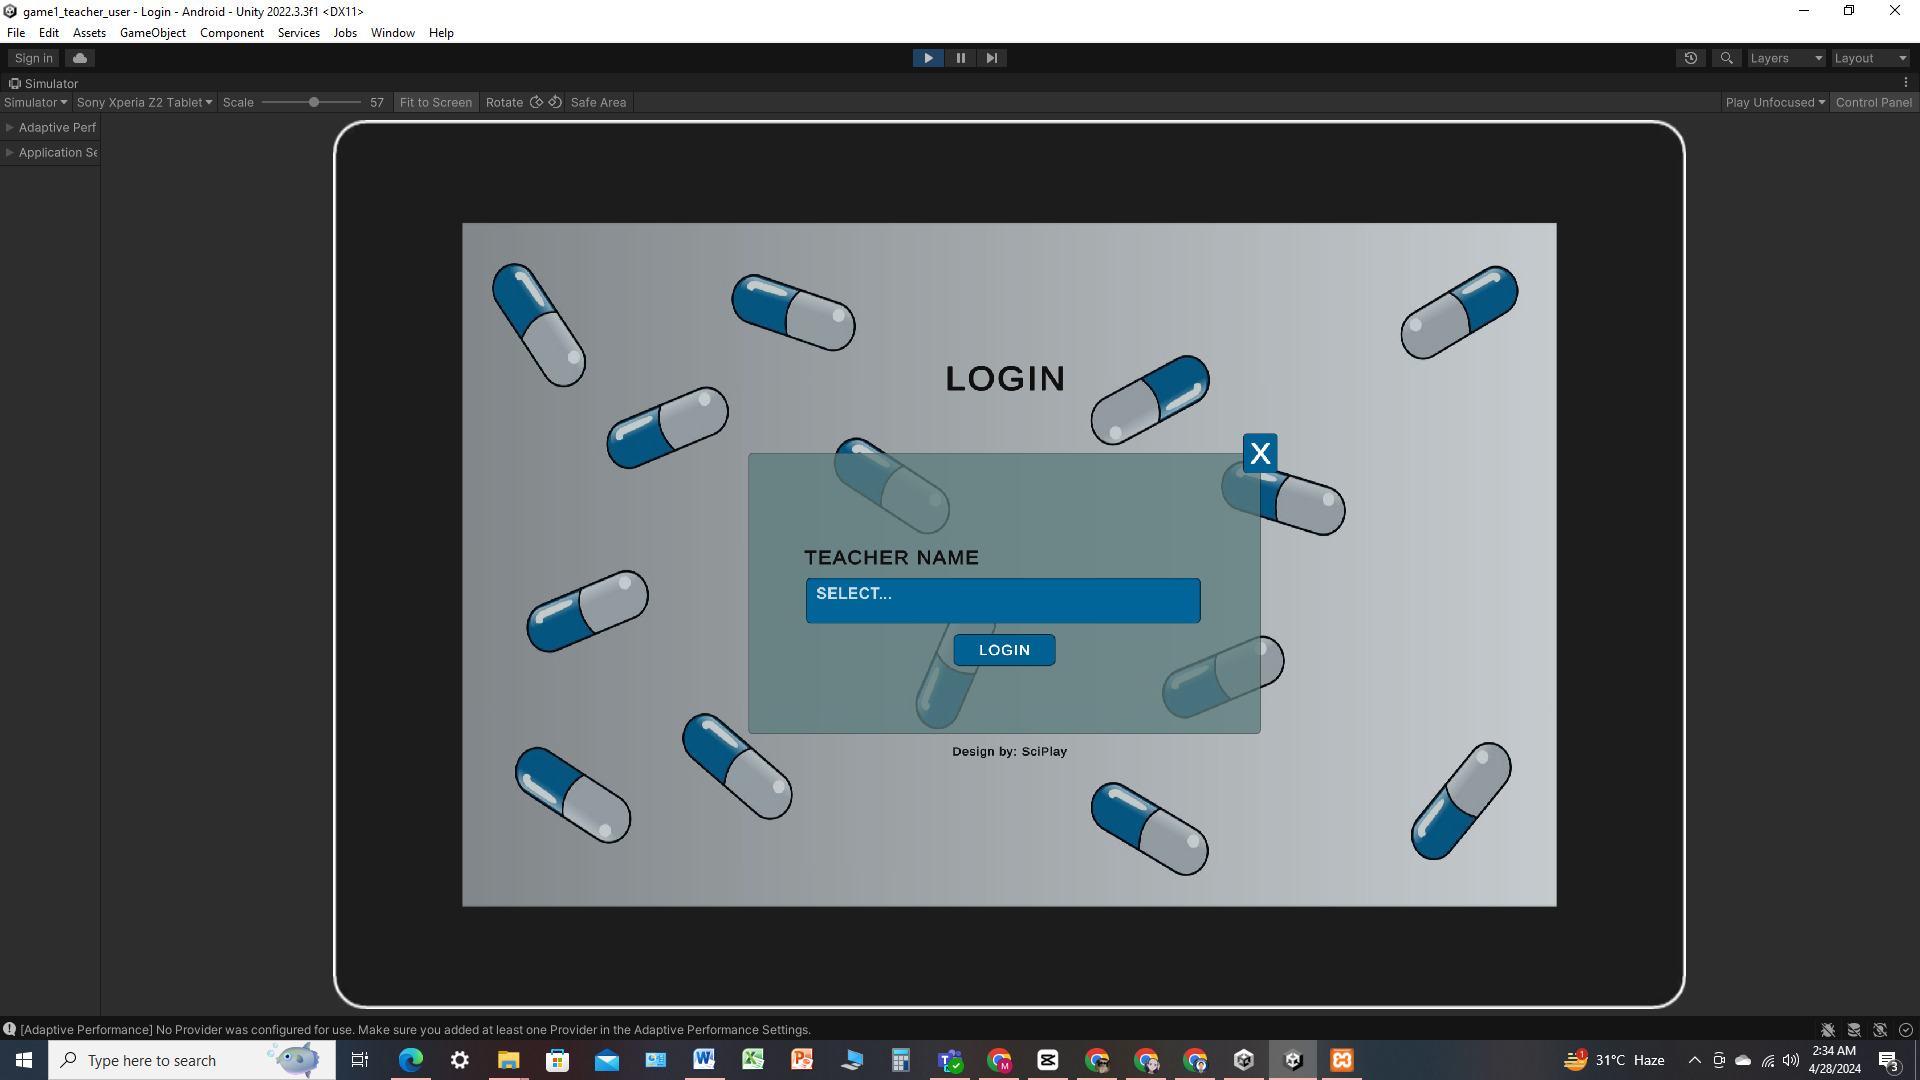 game1_teacher_user - Login - Android - Unity 2022.3.3f1 <DX11>
File Edit Assets GameObject Component Services Jobs Window Help
Sign in
Layers
Layout
Simulator
Simulator Sony Xperia Z2 Tablet Scale 57 Fit to Screen Rotate Safe Area
Play Unfocused Control Panel
Adaptive Perf
Application Se
LOGIN
X
TEACHER NAME
SELECT...
LOGIN
Design by: SciPlay
[Adaptive Performance] No Provider was configured for use. Make sure you added at least one Provider in the Adaptive Performance Settings.
Type here to search
31°C Haze
2:34 AM
4/28/2024
3